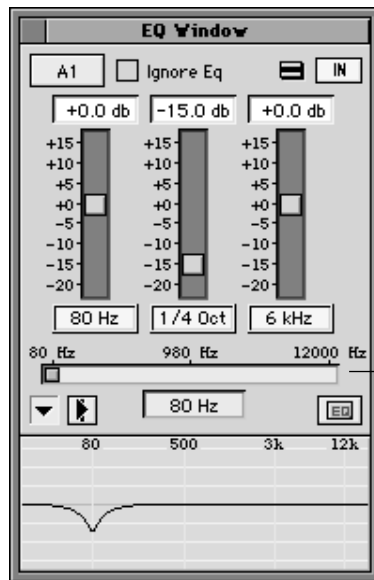 EQ Window
A1 Ignore Eq IN
+0.0 db -15.0 db +0.0 db
+15 +15 +15
+10 +10 +10
+5 +5 +5
+0 +0 +0
-5 -5 -5
-10 -10 -10
-15 -15 -15
-20 -20 -20
80 Hz 1/4 Oct 6 kHz
80 Hz 980 Hz 12000 Hz
80 Hz EQ
80 500 3k 12k